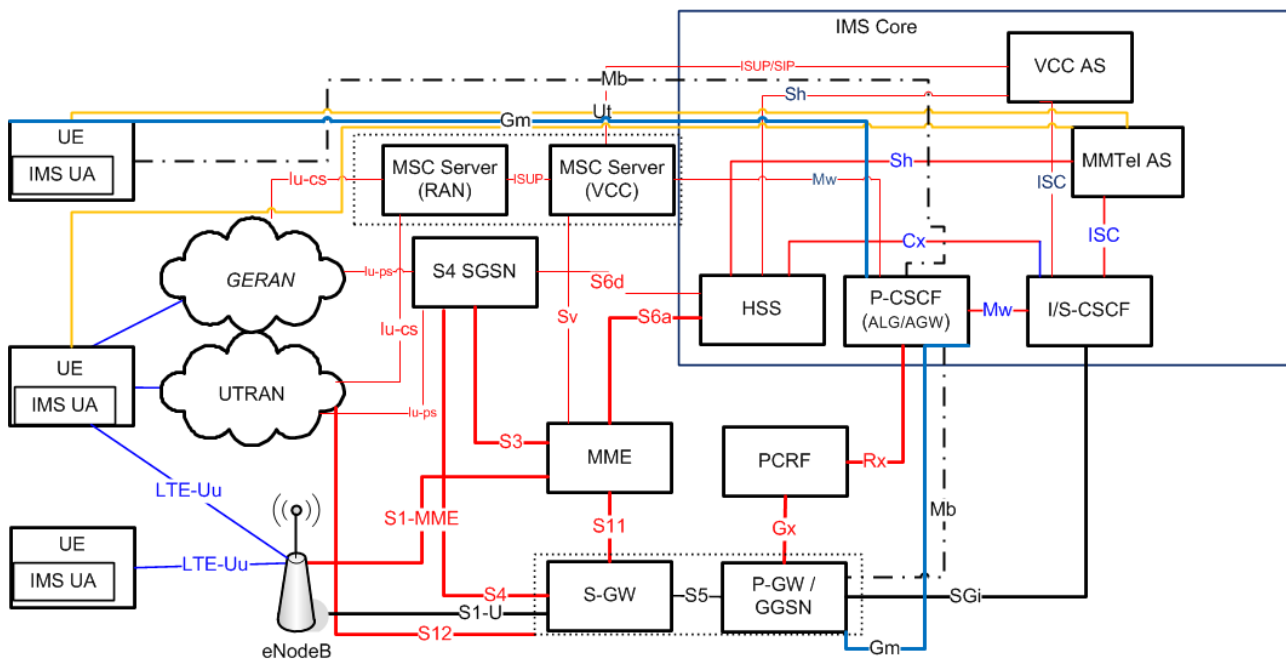 IMS Core
ISUP/SIP
VCC AS
Mb
Sh
Ut
Gm
UE
IMS UA
MSC Server
(RAN)
ISUP
MSC Server
(VCC)
Sh
MMTel AS
Iu-cs
Mw
ISC
ISC
Cx
GERAN
Iu-ps
S4 SGSN
S6d
HSS
P-CSCF
(ALG/AGW)
Mw
I/S-CSCF
Sv
S6a
Iu-cs
UE
IMS UA
UTRAN
Iu-ps
S3
MME
PCRF
Rx
LTE-Uu
S1-MME
S11
Gx
Mb
UE
IMS UA
LTE-Uu
S4
S-GW
S5
P-GW /
GGSN
SGi
S1-U
S12
Gm
eNodeB